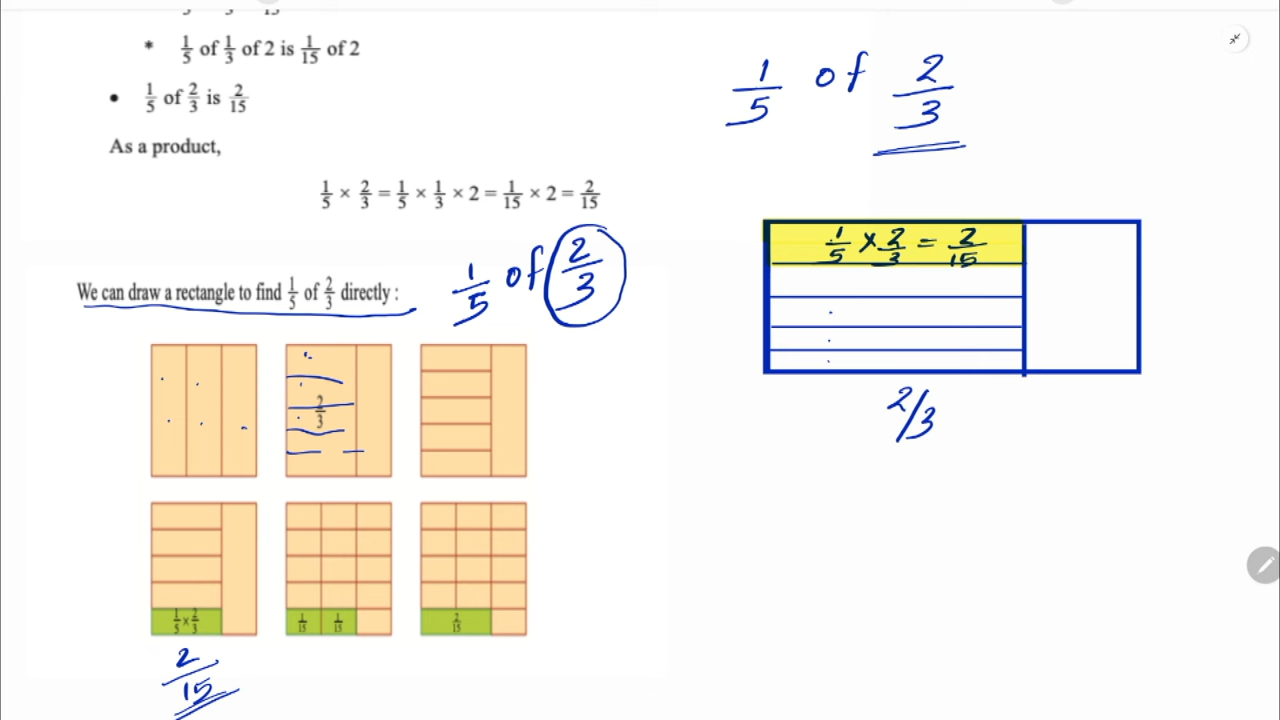 * 1/5 of 1/3 of 2 is 1/15 of 2
• 1/5 of 2/3 is 2/15
As a product,
1/5 × 2/3 = 1/5 × 1/3 × 2 = 1/15 × 2 = 2/15
We can draw a rectangle to find 1/5 of 2/3 directly :
1/5 of 2/3
2/3
1/5 × 2/3
1/15 1/15
2/15
2/15
1/5 of 2/3
1/5 × 2/3 = 2/15
2/3